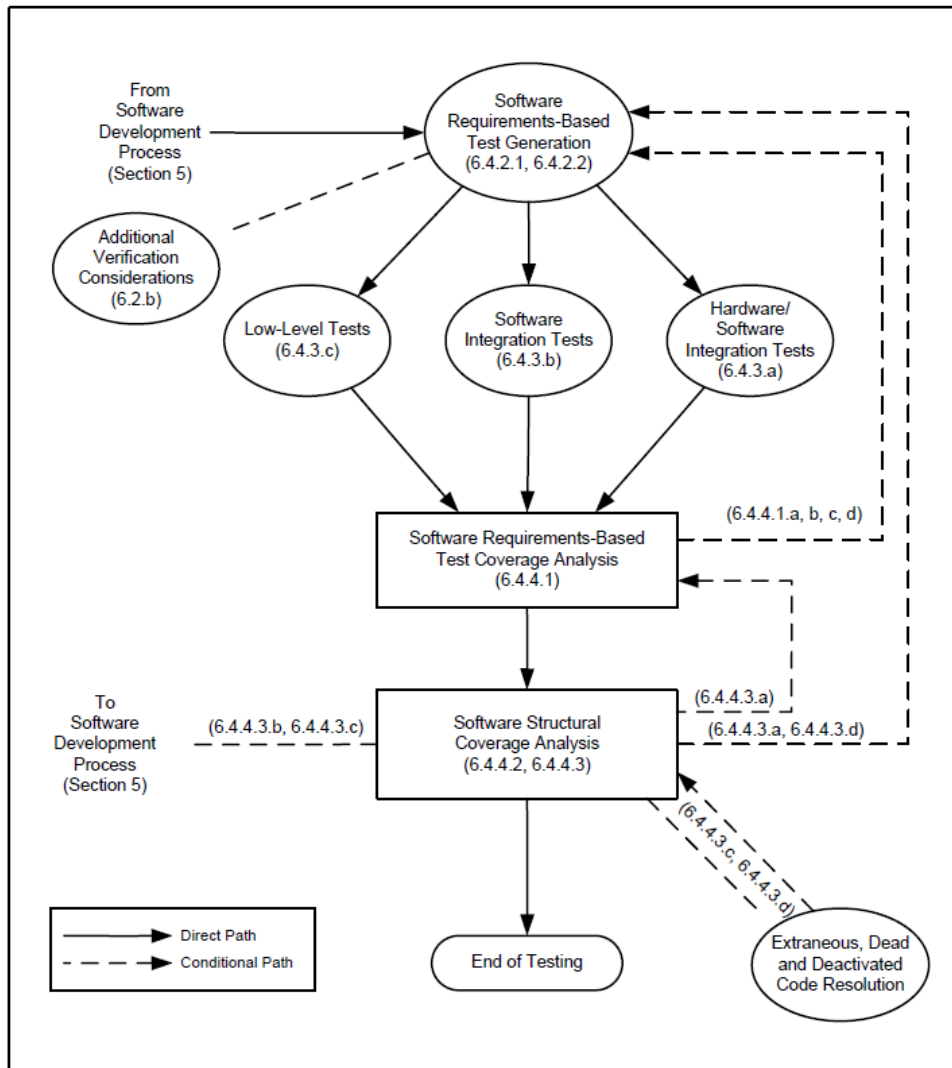 From
Software
Development
Process
(Section 5)
Software
Requirements-Based
Test Generation
(6.4.2.1, 6.4.2.2)
Additional
Verification
Considerations
(6.2.b)
Low-Level Tests
(6.4.3.c)
Software
Integration Tests
(6.4.3.b)
Hardware/
Software
Integration Tests
(6.4.3.a)
(6.4.4.1.a, b, c, d)
Software Requirements-Based
Test Coverage Analysis
(6.4.4.1)
To
Software
Development
Process
(Section 5)
(6.4.4.3.b, 6.4.4.3.c)
Software Structural
Coverage Analysis
(6.4.4.2, 6.4.4.3)
(6.4.4.3.a)
(6.4.4.3.a, 6.4.4.3.d)
(6.4.4.3.c, 6.4.4.3.d)
Direct Path
Conditional Path
End of Testing
Extraneous, Dead
and Deactivated
Code Resolution